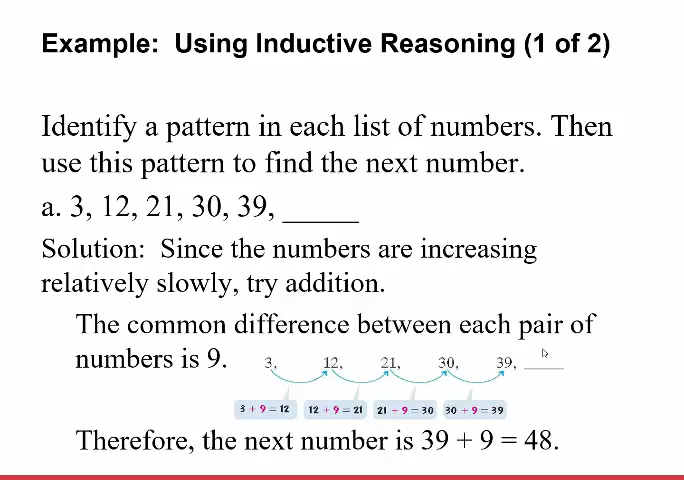 Example:  Using Inductive Reasoning (1 of 2)
Identify a pattern in each list of numbers. Then
use this pattern to find the next number.
a. 3, 12, 21, 30, 39, _____
Solution:  Since the numbers are increasing
relatively slowly, try addition.
The common difference between each pair of
numbers is 9.
3, 12, 21, 30, 39, _____
3 + 9 = 12 12 + 9 = 21 21 + 9 = 30 30 + 9 = 39
Therefore, the next number is 39 + 9 = 48.